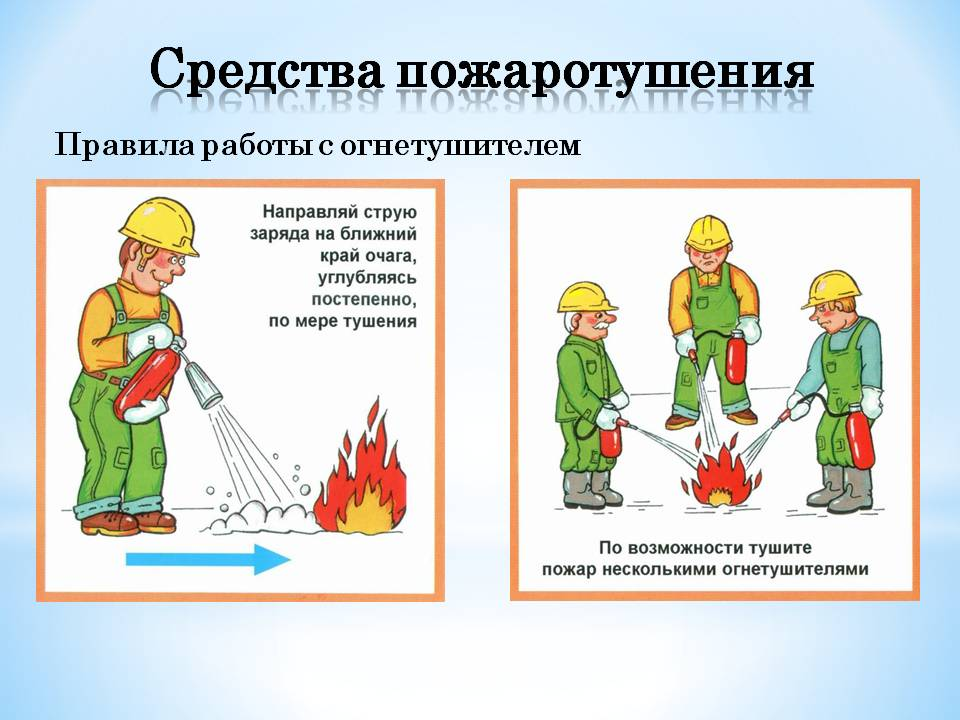 Средства пожаротушения
Правила работы с огнетушителем
Направляй струю
заряда на ближний
край очага,
углубляясь
постепенно,
по мере тушения
По возможности тушите
пожар несколькими огнетушителями